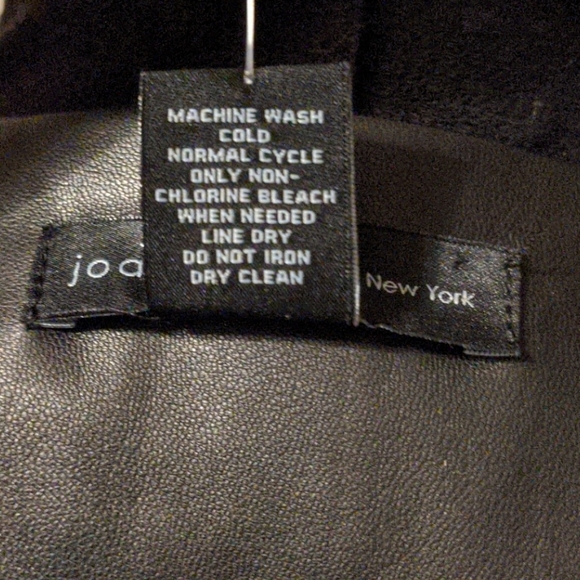 MACHINE WASH
COLD
NORMAL CYCLE
ONLY NON-
CHLORINE BLEACH
WHEN NEEDED
LINE DRY
DO NOT IRON
DRY CLEAN
New York